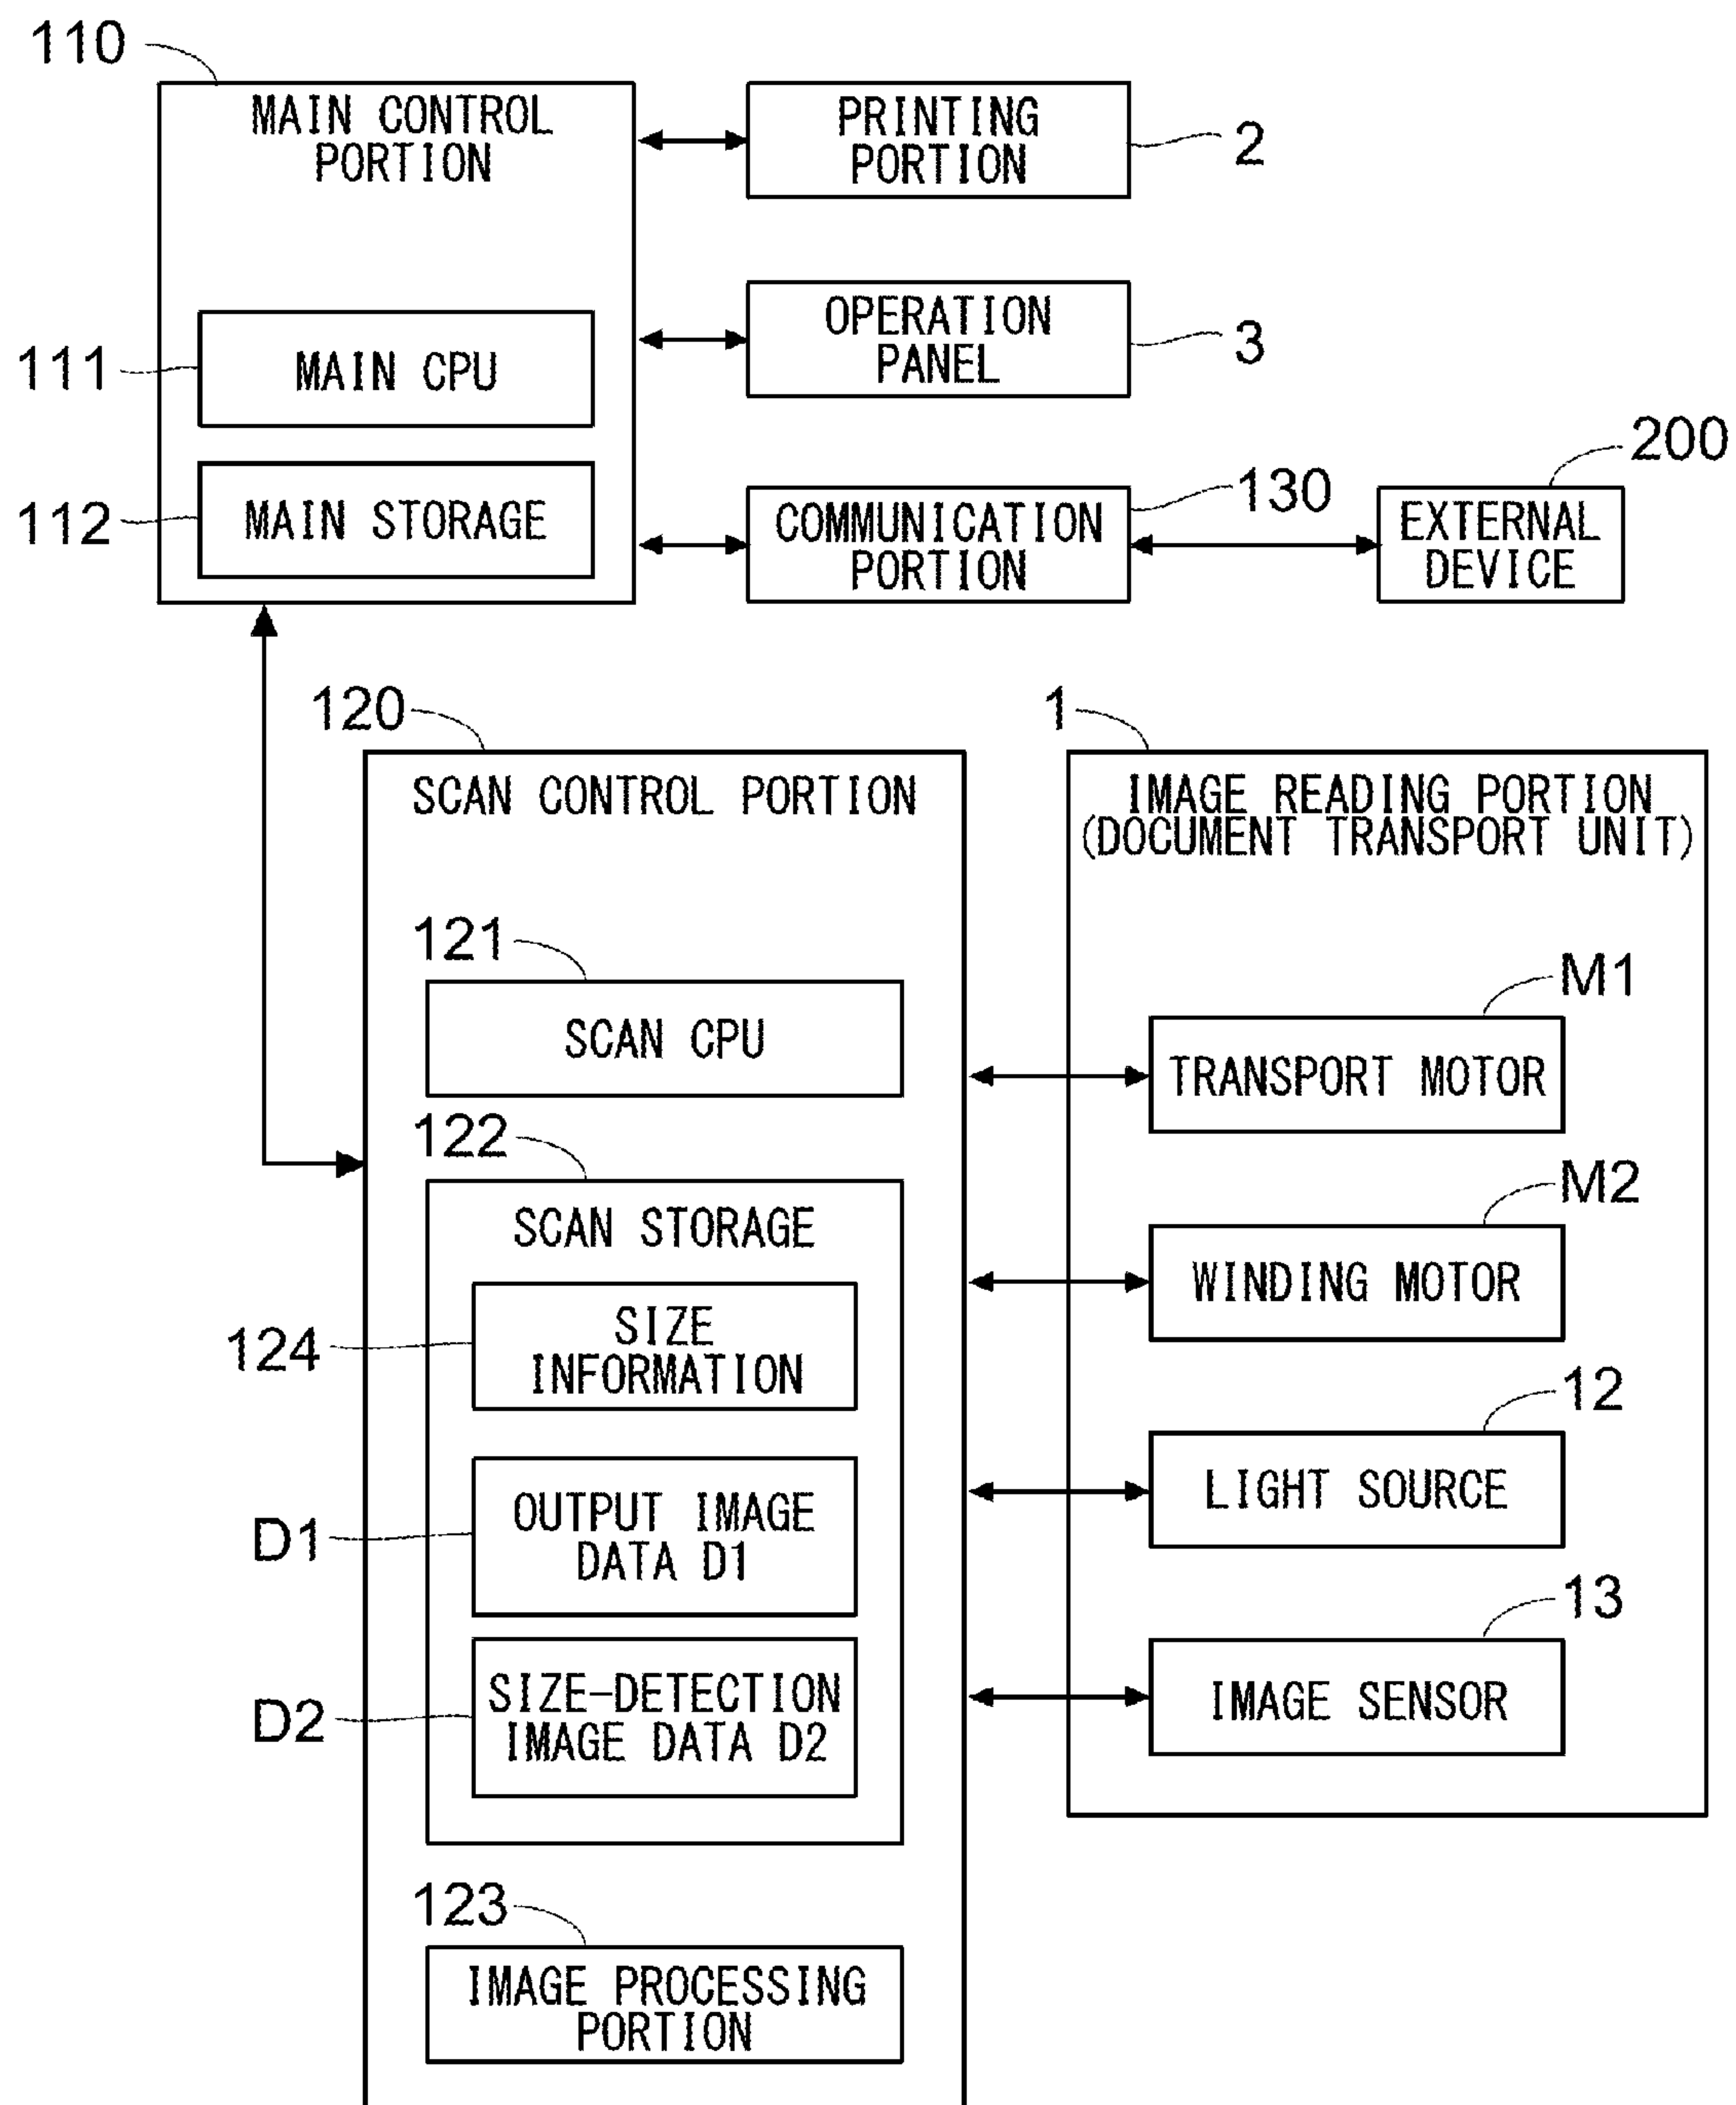 110
MAIN CONTROL
PORTION
PRINTING
PORTION
2
OPERATION
PANEL
3
111
MAIN CPU
112
MAIN STORAGE
COMMUNICATION
PORTION
130
200
EXTERNAL
DEVICE
120
SCAN CONTROL PORTION
121
SCAN CPU
122
SCAN STORAGE
124
SIZE
INFORMATION
D1
OUTPUT IMAGE
DATA D1
D2
SIZE-DETECTION
IMAGE DATA D2
123
IMAGE PROCESSING
PORTION
1
IMAGE READING PORTION
(DOCUMENT TRANSPORT UNIT)
M1
TRANSPORT MOTOR
M2
WINDING MOTOR
12
LIGHT SOURCE
13
IMAGE SENSOR